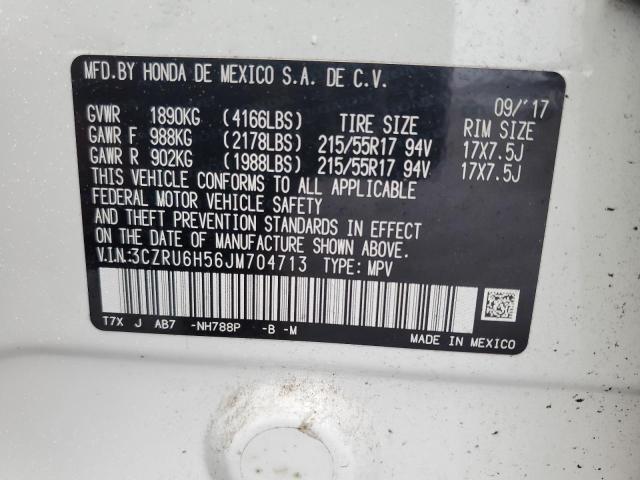 MFD.BY HONDA DE MEXICO S.A. DE C.V.
09/'17
GVWR 1890KG (4166LBS) TIRE SIZE RIM SIZE
GAWR F 988KG (2178LBS) 215/55R17 94V 17X7.5J
GAWR R 902KG (1988LBS) 215/55R17 94V 17X7.5J
THIS VEHICLE CONFORMS TO ALL APPLICABLE
FEDERAL MOTOR VEHICLE SAFETY
AND THEFT PREVENTION STANDARDS IN EFFECT
ON THE DATE OF MANUFACTURE SHOWN ABOVE.
V.I.N:3CZRU6H56JM704713 TYPE: MPV
T7X J AB7 -NH788P -B -M
MADE IN MEXICO